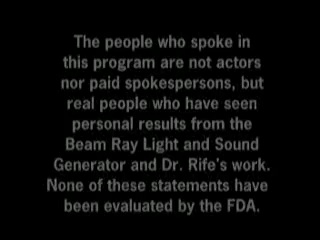 The people who spoke in
this program are not actors
nor paid spokespersons, but
real people who have seen
personal results from the
Beam Ray Light and Sound
Generator and Dr. Rife's work.
None of these statements have
been evaluated by the FDA.